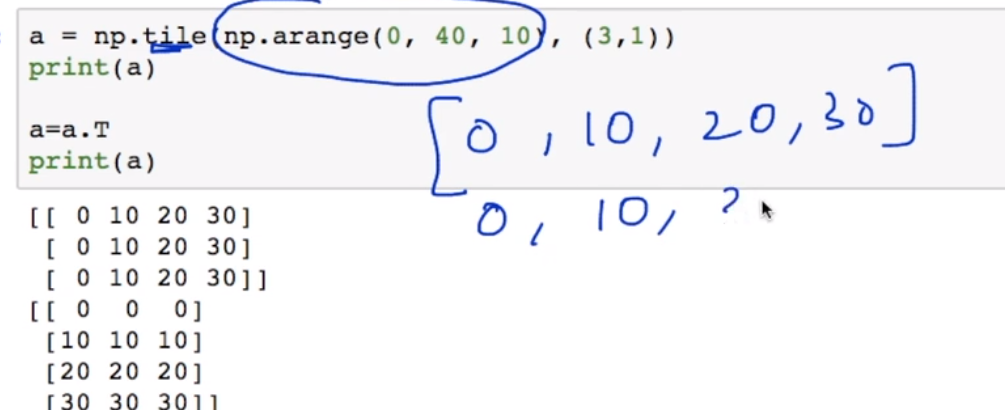 a = np.tile(np.arange(0, 40, 10), (3,1))
print(a)
a=a.T
print(a)
[0 , 10, 20, 30]
0, 10, 2
[[ 0 10 20 30]
[ 0 10 20 30]
[ 0 10 20 30]]
[[ 0 0 0]
[10 10 10]
[20 20 20]
[30 30 30]]